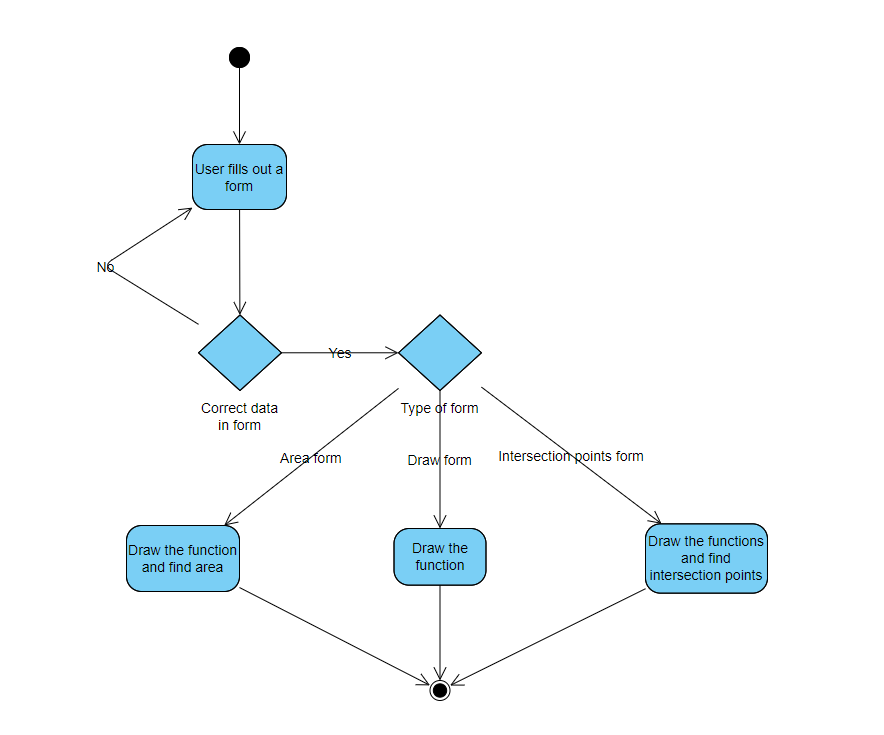 User fills out a
form
No
Yes
Correct data
in form
Type of form
Area form
Draw form
Intersection points form
Draw the function
and find area
Draw the
function
Draw the functions
and find
intersection points